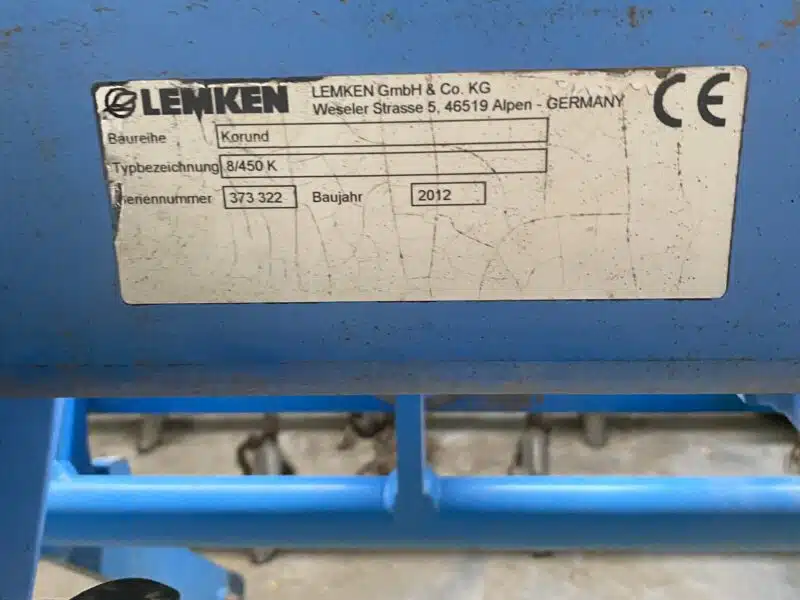 LEMKEN
LEMKEN GmbH & Co. KG
Weseler Strasse 5, 46519 Alpen - GERMANY
CE
Baureihe Korund
Typbezeichnung 8/450 K
eriennummer 373 322 Baujahr 2012